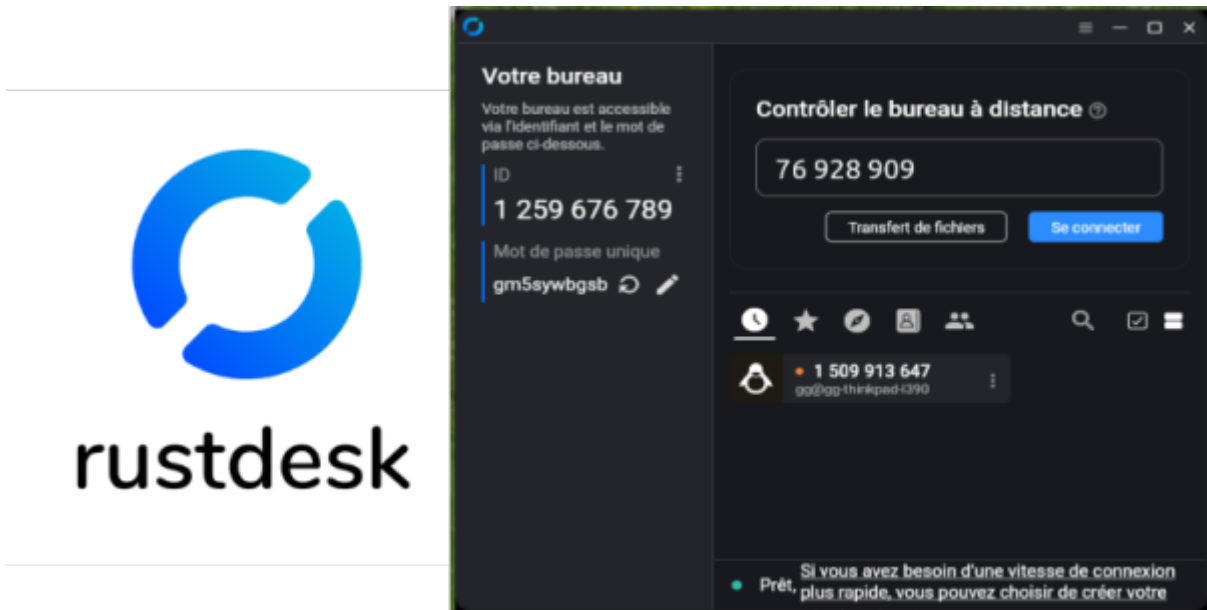 rustdesk
Votre bureau
Votre bureau est accessible
via l'identifiant et le mot de
passe ci-dessous.
ID
1 259 676 789
Mot de passe unique
gm5sywbgsb
Contrôler le bureau à distance
76 928 909
Transfert de fichiers
Se connecter
1 509 913 647
gg@gg-thinkpad-l390
Prêt, Si vous avez besoin d'une vitesse de connexion
plus rapide, vous pouvez choisir de créer votre